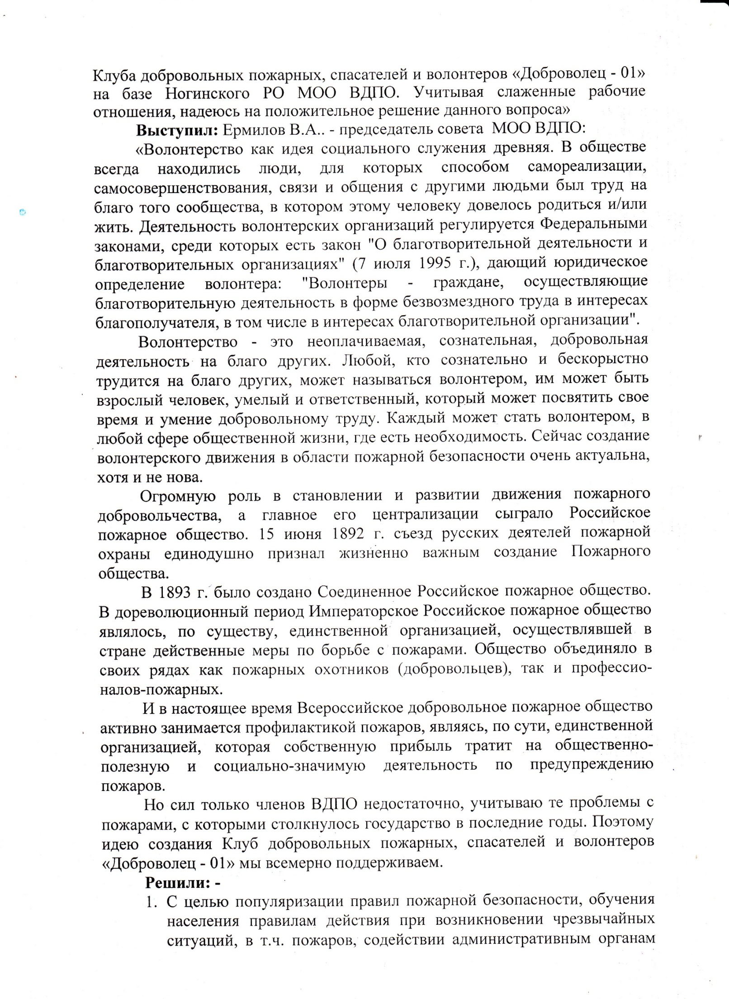 Клуба добровольных пожарных, спасателей и волонтеров «Доброволец - 01»
на базе Ногинского РО МОО ВДПО. Учитывая слаженные рабочие
отношения, надеюсь на положительное решение данного вопроса»
Выступил: Ермилов В.А.. - председатель совета МОО ВДПО:
«Волонтерство как идея социального служения древняя. В обществе
всегда находились люди, для которых способом самореализации,
самосовершенствования, связи и общения с другими людьми был труд на
благо того сообщества, в котором этому человеку довелось родиться и/или
жить. Деятельность волонтерских организаций регулируется Федеральными
законами, среди которых есть закон "О благотворительной деятельности и
благотворительных организациях" (7 июля 1995 г.), дающий юридическое
определение волонтера: "Волонтеры - граждане, осуществляющие
благотворительную деятельность в форме безвозмездного труда в интересах
благополучателя, в том числе в интересах благотворительной организации".
Волонтерство - это неоплачиваемая, сознательная, добровольная
деятельность на благо других. Любой, кто сознательно и бескорыстно
трудится на благо других, может называться волонтером, им может быть
взрослый человек, умелый и ответственный, который может посвятить свое
время и умение добровольному труду. Каждый может стать волонтером, в
любой сфере общественной жизни, где есть необходимость. Сейчас создание
волонтерского движения в области пожарной безопасности очень актуальна,
хотя и не нова.
Огромную роль в становлении и развитии движения пожарного
добровольчества, а главное его централизации сыграло Российское
пожарное общество. 15 июня 1892 г. съезд русских деятелей пожарной
охраны единодушно признал жизненно важным создание Пожарного
общества.
В 1893 г. было создано Соединенное Российское пожарное общество.
В дореволюционный период Императорское Российское пожарное общество
являлось, по существу, единственной организацией, осуществлявшей в
стране действенные меры по борьбе с пожарами. Общество объединяло в
своих рядах как пожарных охотников (добровольцев), так и профессио-
налов-пожарных.
И в настоящее время Всероссийское добровольное пожарное общество
активно занимается профилактикой пожаров, являясь, по сути, единственной
организацией, которая собственную прибыль тратит на общественно-
полезную и социально-значимую деятельность по предупреждению
пожаров.
Но сил только членов ВДПО недостаточно, учитываю те проблемы с
пожарами, с которыми столкнулось государство в последние годы. Поэтому
идею создания Клуб добровольных пожарных, спасателей и волонтеров
«Доброволец - 01» мы всемерно поддерживаем.
Решили: -
1. С целью популяризации правил пожарной безопасности, обучения
населения правилам действия при возникновении чрезвычайных
ситуаций, в т.ч. пожаров, содействии административным органам